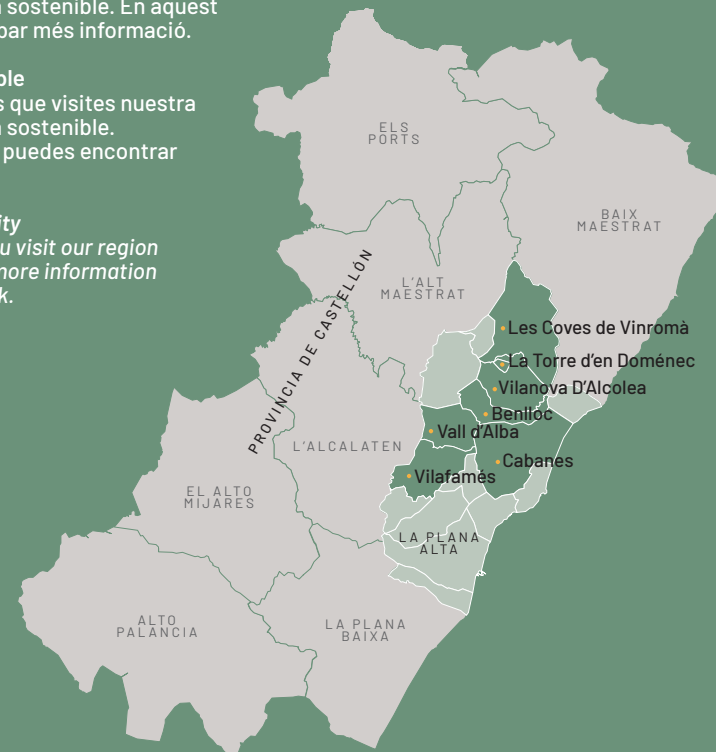 sostenible. En aquest
par més informació.
ble
s que visites nuestra
sostenible.
puedes encontrar
ity
u visit our region
more information
k.
ELS
PORTS
BAIX
MAESTRAT
L'ALT
MAESTRAT
PROVINCIA DE CASTELLÓN
Les Coves de Vinromà
La Torre d'en Doménec
Vilanova D'Alcolea
Benlloc
Vall d'Alba
L'ALCALATEN
Cabanes
Vilafamés
EL ALTO
MIJARES
LA PLANA
ALTA
ALTO
PALANCIA
LA PLANA
BAIXA